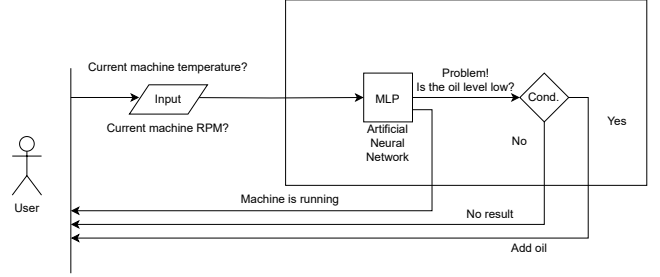 Current machine temperature?
Input
Current machine RPM?
MLP
Artificial
Neural
Network
Problem!
Is the oil level low?
Cond.
Yes
No
User
Machine is running
No result
Add oil